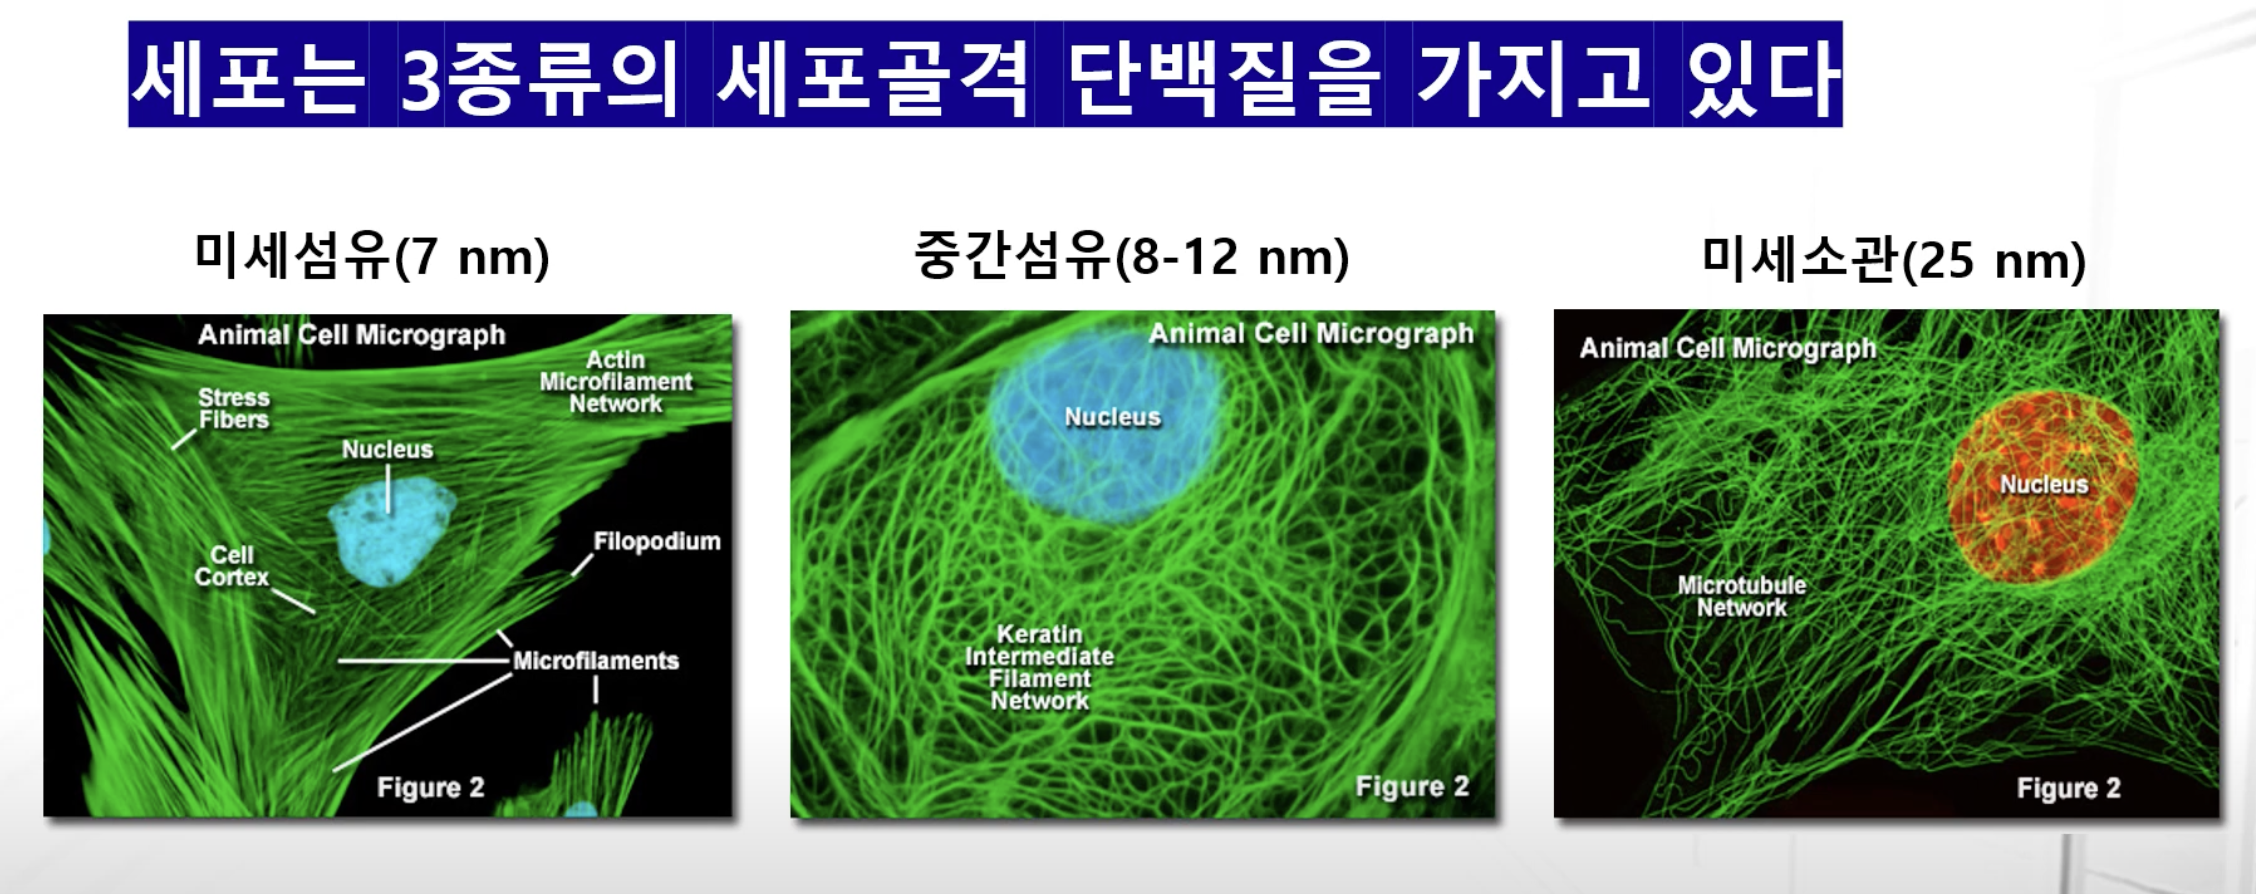 세포는 3종류의 세포골격 단백질을 가지고 있다
미세섬유(7 nm)
Animal Cell Micrograph
Actin
Microfilament
Network
Stress
Fibers
Nucleus
Filopodium
Cell
Cortex
Microfilaments
Figure 2
중간섬유(8-12 nm)
Animal Cell Micrograph
Nucleus
Keratin
Intermediate
Filament
Network
Figure 2
미세소관(25 nm)
Animal Cell Micrograph
Nucleus
Microtubule
Network
Figure 2